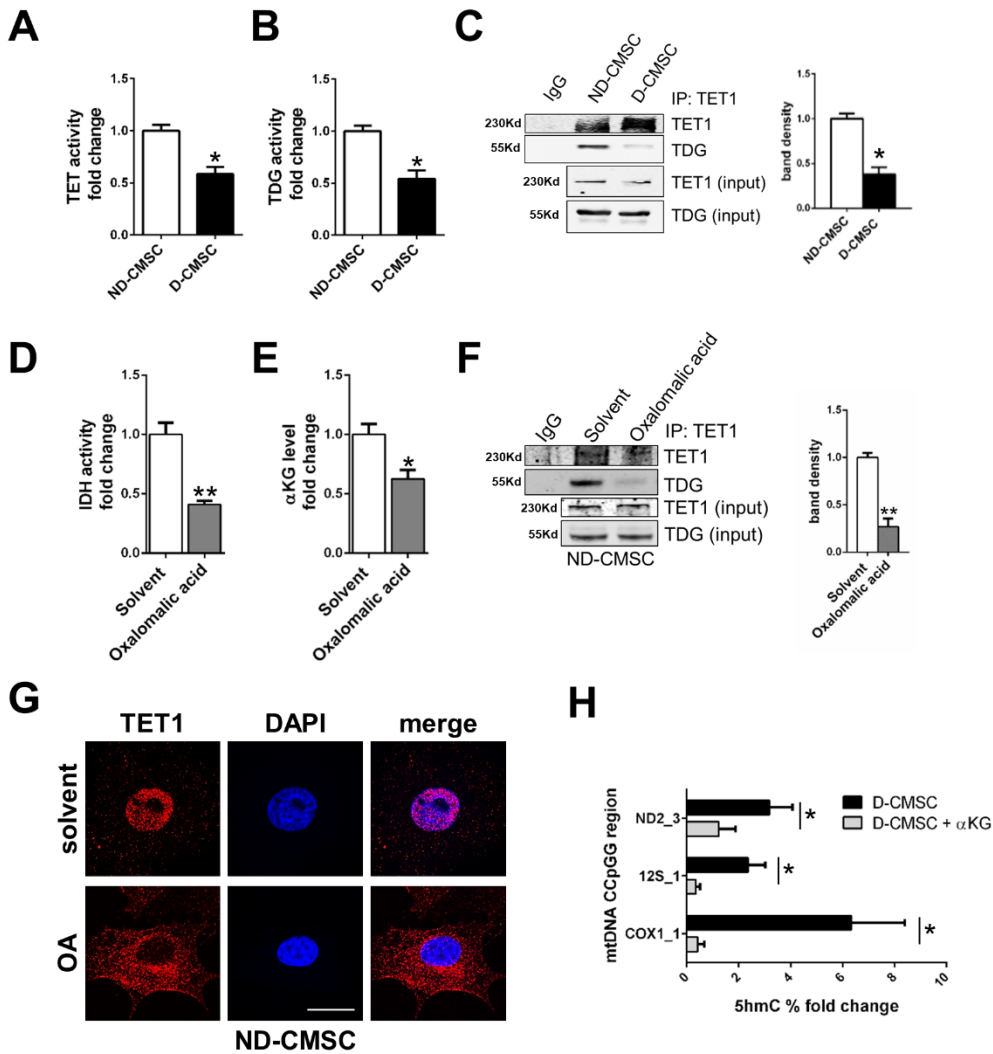 A
TET activity
fold change
1.5
1.0
0.5
0.0
*
ND-CMSC
D-CMSC
B
TDG activity
fold change
1.5
1.0
0.5
0.0
*
ND-CMSC
D-CMSC
C
IgG
ND-CMSC
D-CMSC
IP: TET1
230Kd
TET1
55Kd
TDG
230Kd
TET1 (input)
55Kd
TDG (input)
band density
1.5
1.0
0.5
0.0
*
ND-CMSC
D-CMSC
D
IDH activity
fold change
1.5
1.0
0.5
0.0
**
Solvent
Oxalomalic acid
E
αKG level
fold change
1.5
1.0
0.5
0.0
*
Solvent
Oxalomalic acid
F
IgG
Solvent
Oxalomalic acid
IP: TET1
230Kd
TET1
55Kd
TDG
230Kd
TET1 (input)
55Kd
TDG (input)
ND-CMSC
band density
1.5
1.0
0.5
0.0
**
Solvent
Oxalomalic acid
G
TET1
DAPI
merge
solvent
OA
ND-CMSC
H
mtDNA CCpGG region
ND2_3
12S_1
COX1_1
*
*
*
D-CMSC
D-CMSC + αKG
0
2
4
6
8
10
5hmC % fold change